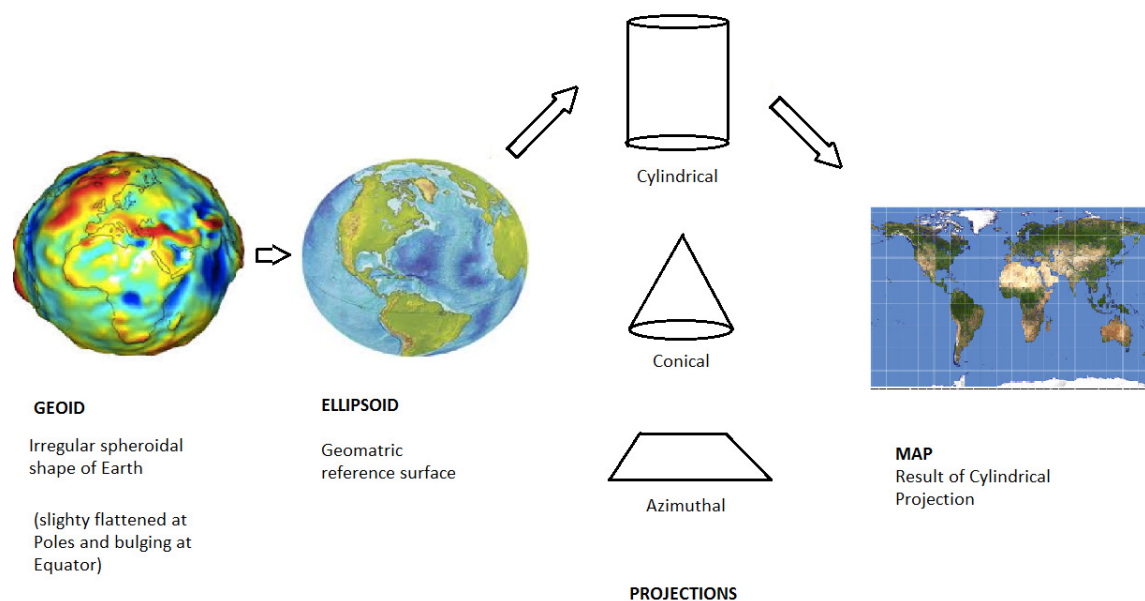 GEOID
Irregular spheroidal
shape of Earth
(slighty flattened at
Poles and bulging at
Equator)
ELLIPSOID
Geomatric
reference surface
Cylindrical
Conical
Azimuthal
PROJECTIONS
MAP
Result of Cylindrical
Projection